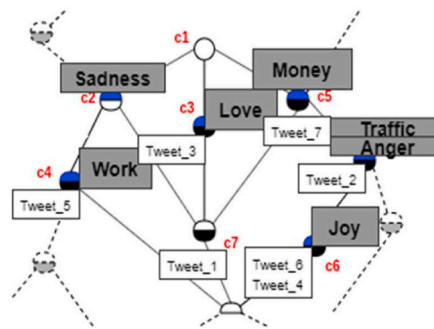 c1
Sadness
Money
c2
c3
Love
c5
Tweet_7
Traffic
Anger
Tweet_3
c4
Work
Tweet_2
Tweet_5
Joy
c7
Tweet_1
Tweet_6
Tweet_4
c6